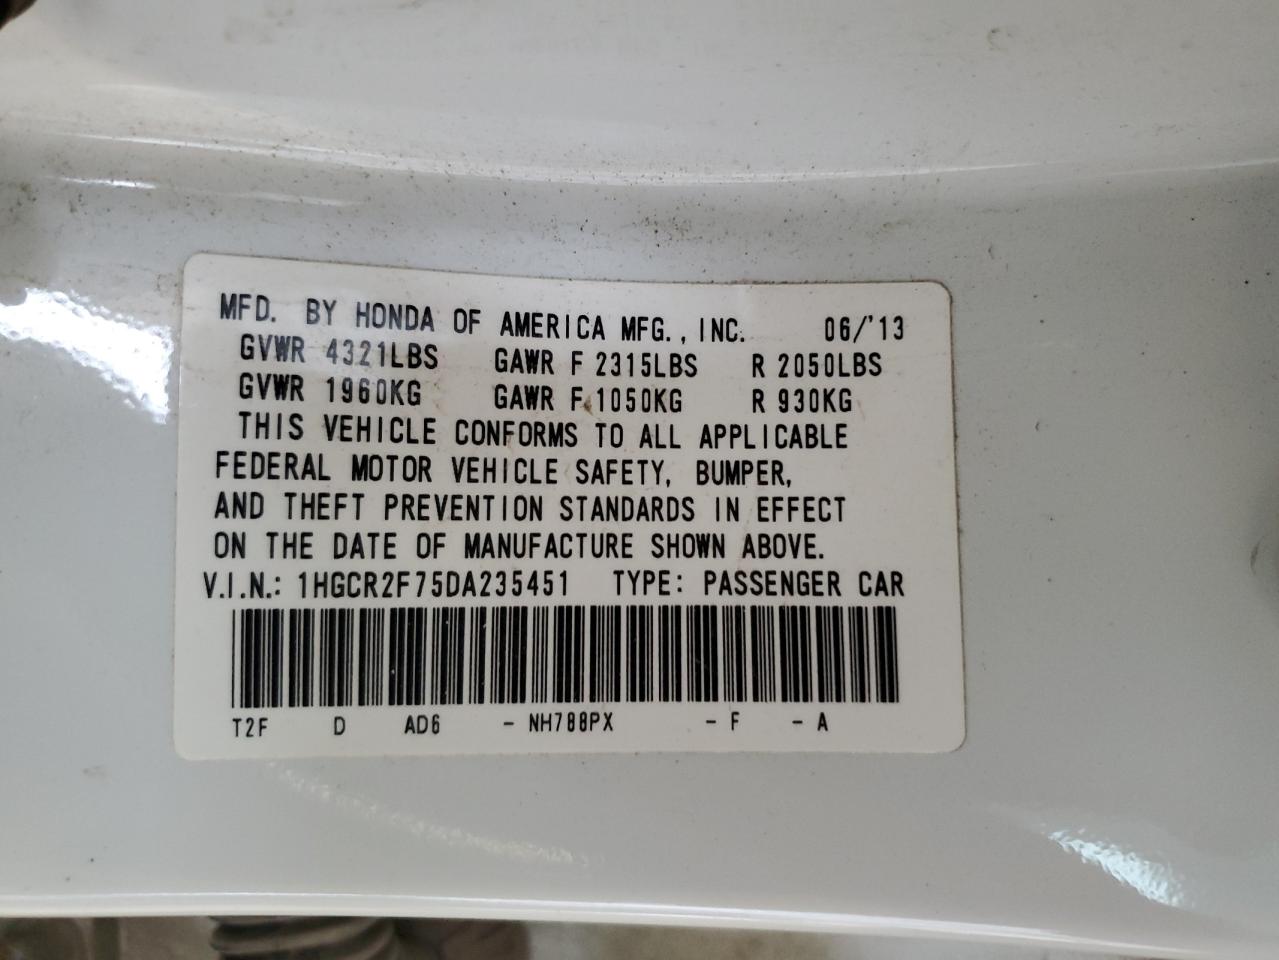 MFD. BY HONDA OF AMERICA MFG., INC. 06/'13
GVWR 4321LBS GAWR F 2315LBS R 2050LBS
GVWR 1960KG GAWR F 1050KG R 930KG
THIS VEHICLE CONFORMS TO ALL APPLICABLE
FEDERAL MOTOR VEHICLE SAFETY, BUMPER,
AND THEFT PREVENTION STANDARDS IN EFFECT
ON THE DATE OF MANUFACTURE SHOWN ABOVE.
V.I.N.: 1HGCR2F75DA235451 TYPE: PASSENGER CAR
T2F D AD6 - NH788PX - F - A